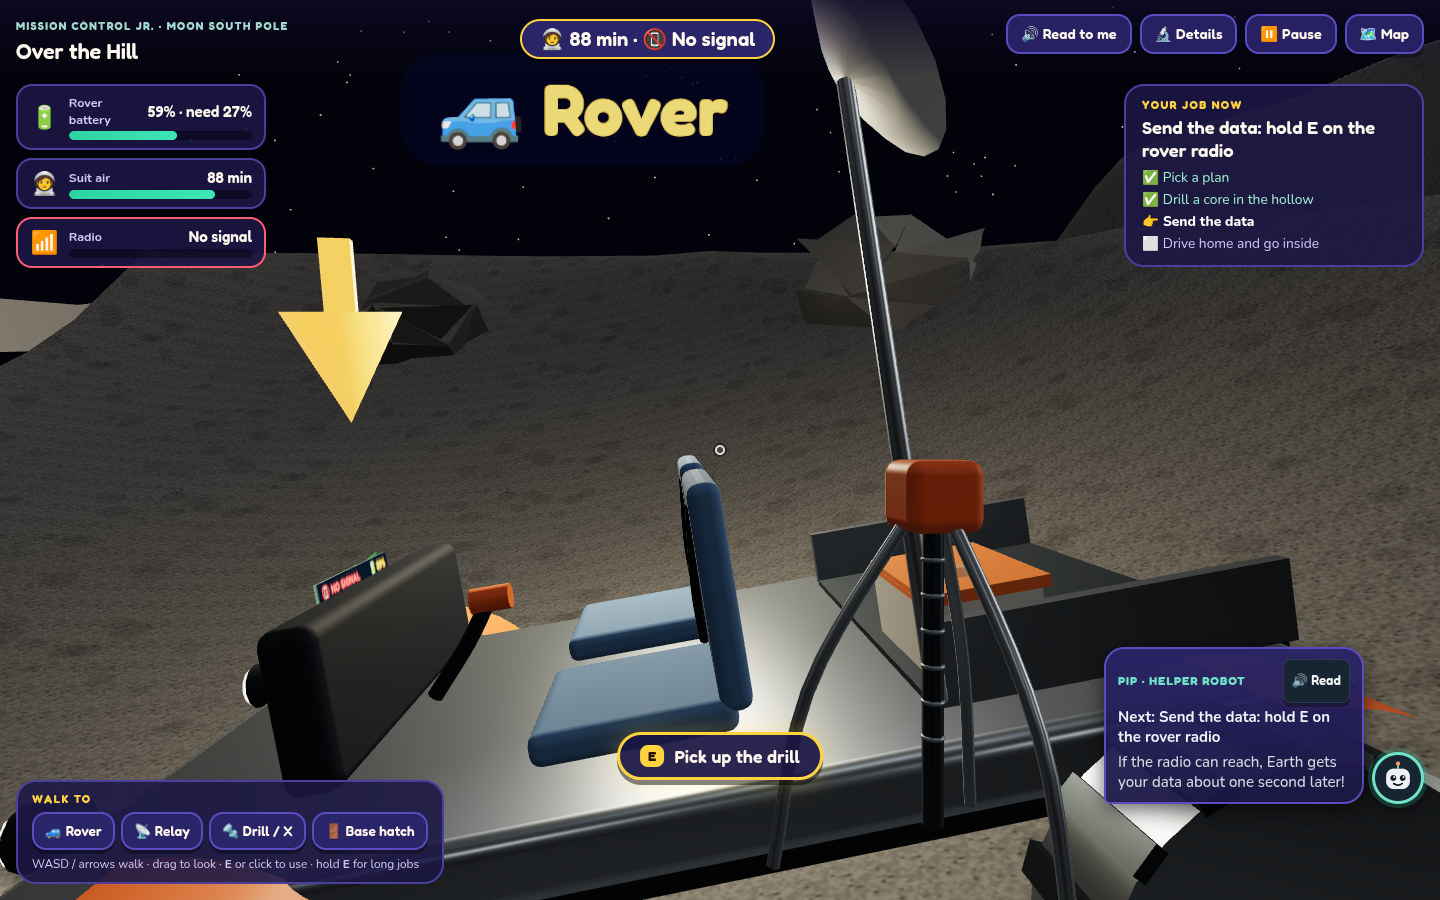 MISSION CONTROL JR. · MOON SOUTH POLE
Over the Hill
88 min · No signal
Read to me
Details
Pause
Map
Rover battery
59% · need 27%
Suit air
88 min
Radio
No signal
Rover
YOUR JOB NOW
Send the data: hold E on the
rover radio
Pick a plan
Drill a core in the hollow
Send the data
Drive home and go inside
NO SIGNAL
E Pick up the drill
PIP · HELPER ROBOT
Read
Next: Send the data: hold E on
the rover radio
If the radio can reach, Earth gets
your data about one second later!
WALK TO
Rover
Relay
Drill / X
Base hatch
WASD / arrows walk · drag to look · E or click to use · hold E for long jobs